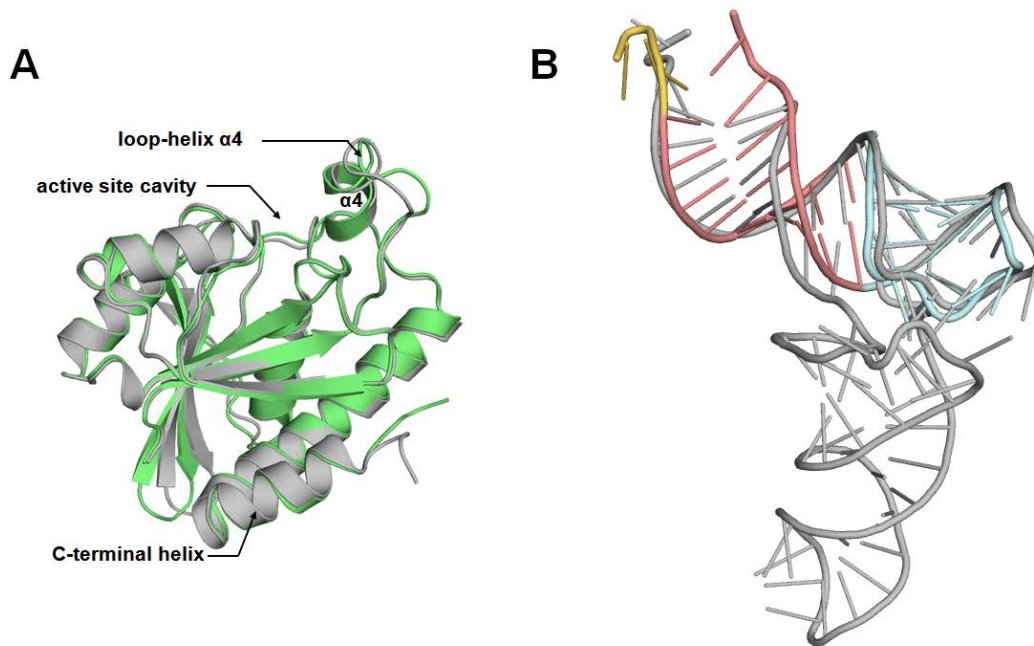 A
B
loop-helix α4
active site cavity
α4
C-terminal helix